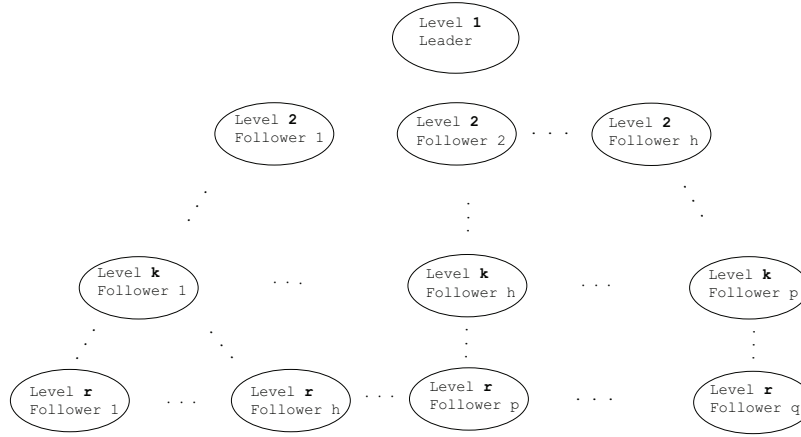 Level 1
Leader
Level 2
Follower 1
Level 2
Follower 2
. . .
Level 2
Follower h
Level k
Follower 1
. . .
Level k
Follower h
. . .
Level k
Follower p
Level r
Follower 1
. . .
Level r
Follower h
. . .
Level r
Follower p
. . .
Level r
Follower q